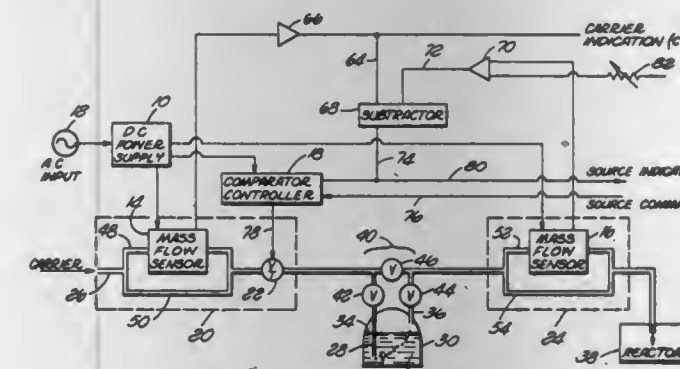 66
CARRIER
INDICATION (C
64
72
70
82
68
SUBTRACTOR
12
10
D C
POWER
SUPPLY
A C
INPUT
18
74
80
SOURCE INDICA
COMPARATOR
CONTROLLER
76
SOURCE COMMA
14
48
MASS
FLOW
SENSOR
78
40
52
MASS
FLOW
SENSOR
16
CARRIER
V
46
26
22
42
V
V
44
50
34
36
54
20
28
30
24
38
REACTOR